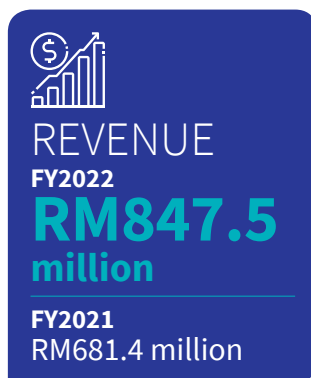 $
REVENUE
FY2022
RM847.5
million
FY2021
RM681.4 million